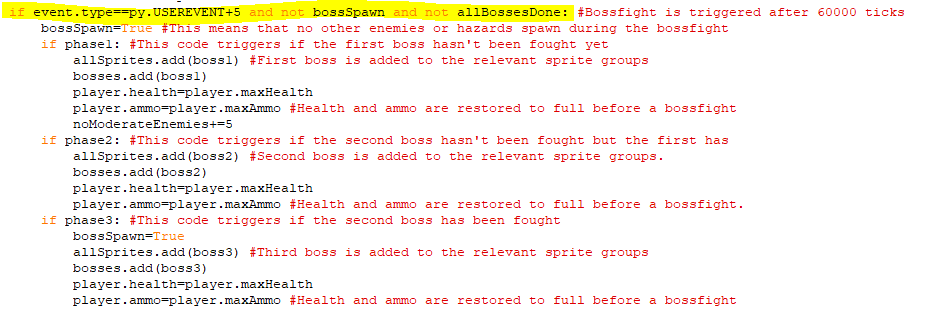 if event.type==py.USEREVENT+5 and not bossSpawn and not allBossesDone: #Bossfight is triggered after 60000 ticks
    bossSpawn=True #This means that no other enemies or hazards spawn during the bossfight
    if phase1: #This code triggers if the first boss hasn't been fought yet
        allSprites.add(boss1) #First boss is added to the relevant sprite groups
        bosses.add(boss1)
        player.health=player.maxHealth
        player.ammo=player.maxAmmo #Health and ammo are restored to full before a bossfight
        noModerateEnemies+=5
    if phase2: #This code triggers if the second boss hasn't been fought but the first has
        allSprites.add(boss2) #Second boss is added to the relevant sprite groups.
        bosses.add(boss2)
        player.health=player.maxHealth
        player.ammo=player.maxAmmo #Health and ammo are restored to full before a bossfight.
    if phase3: #This code triggers if the second boss has been fought
        bossSpawn=True
        allSprites.add(boss3) #Third boss is added to the relevant sprite groups
        bosses.add(boss3)
        player.health=player.maxHealth
        player.ammo=player.maxAmmo #Health and ammo are restored to full before a bossfight